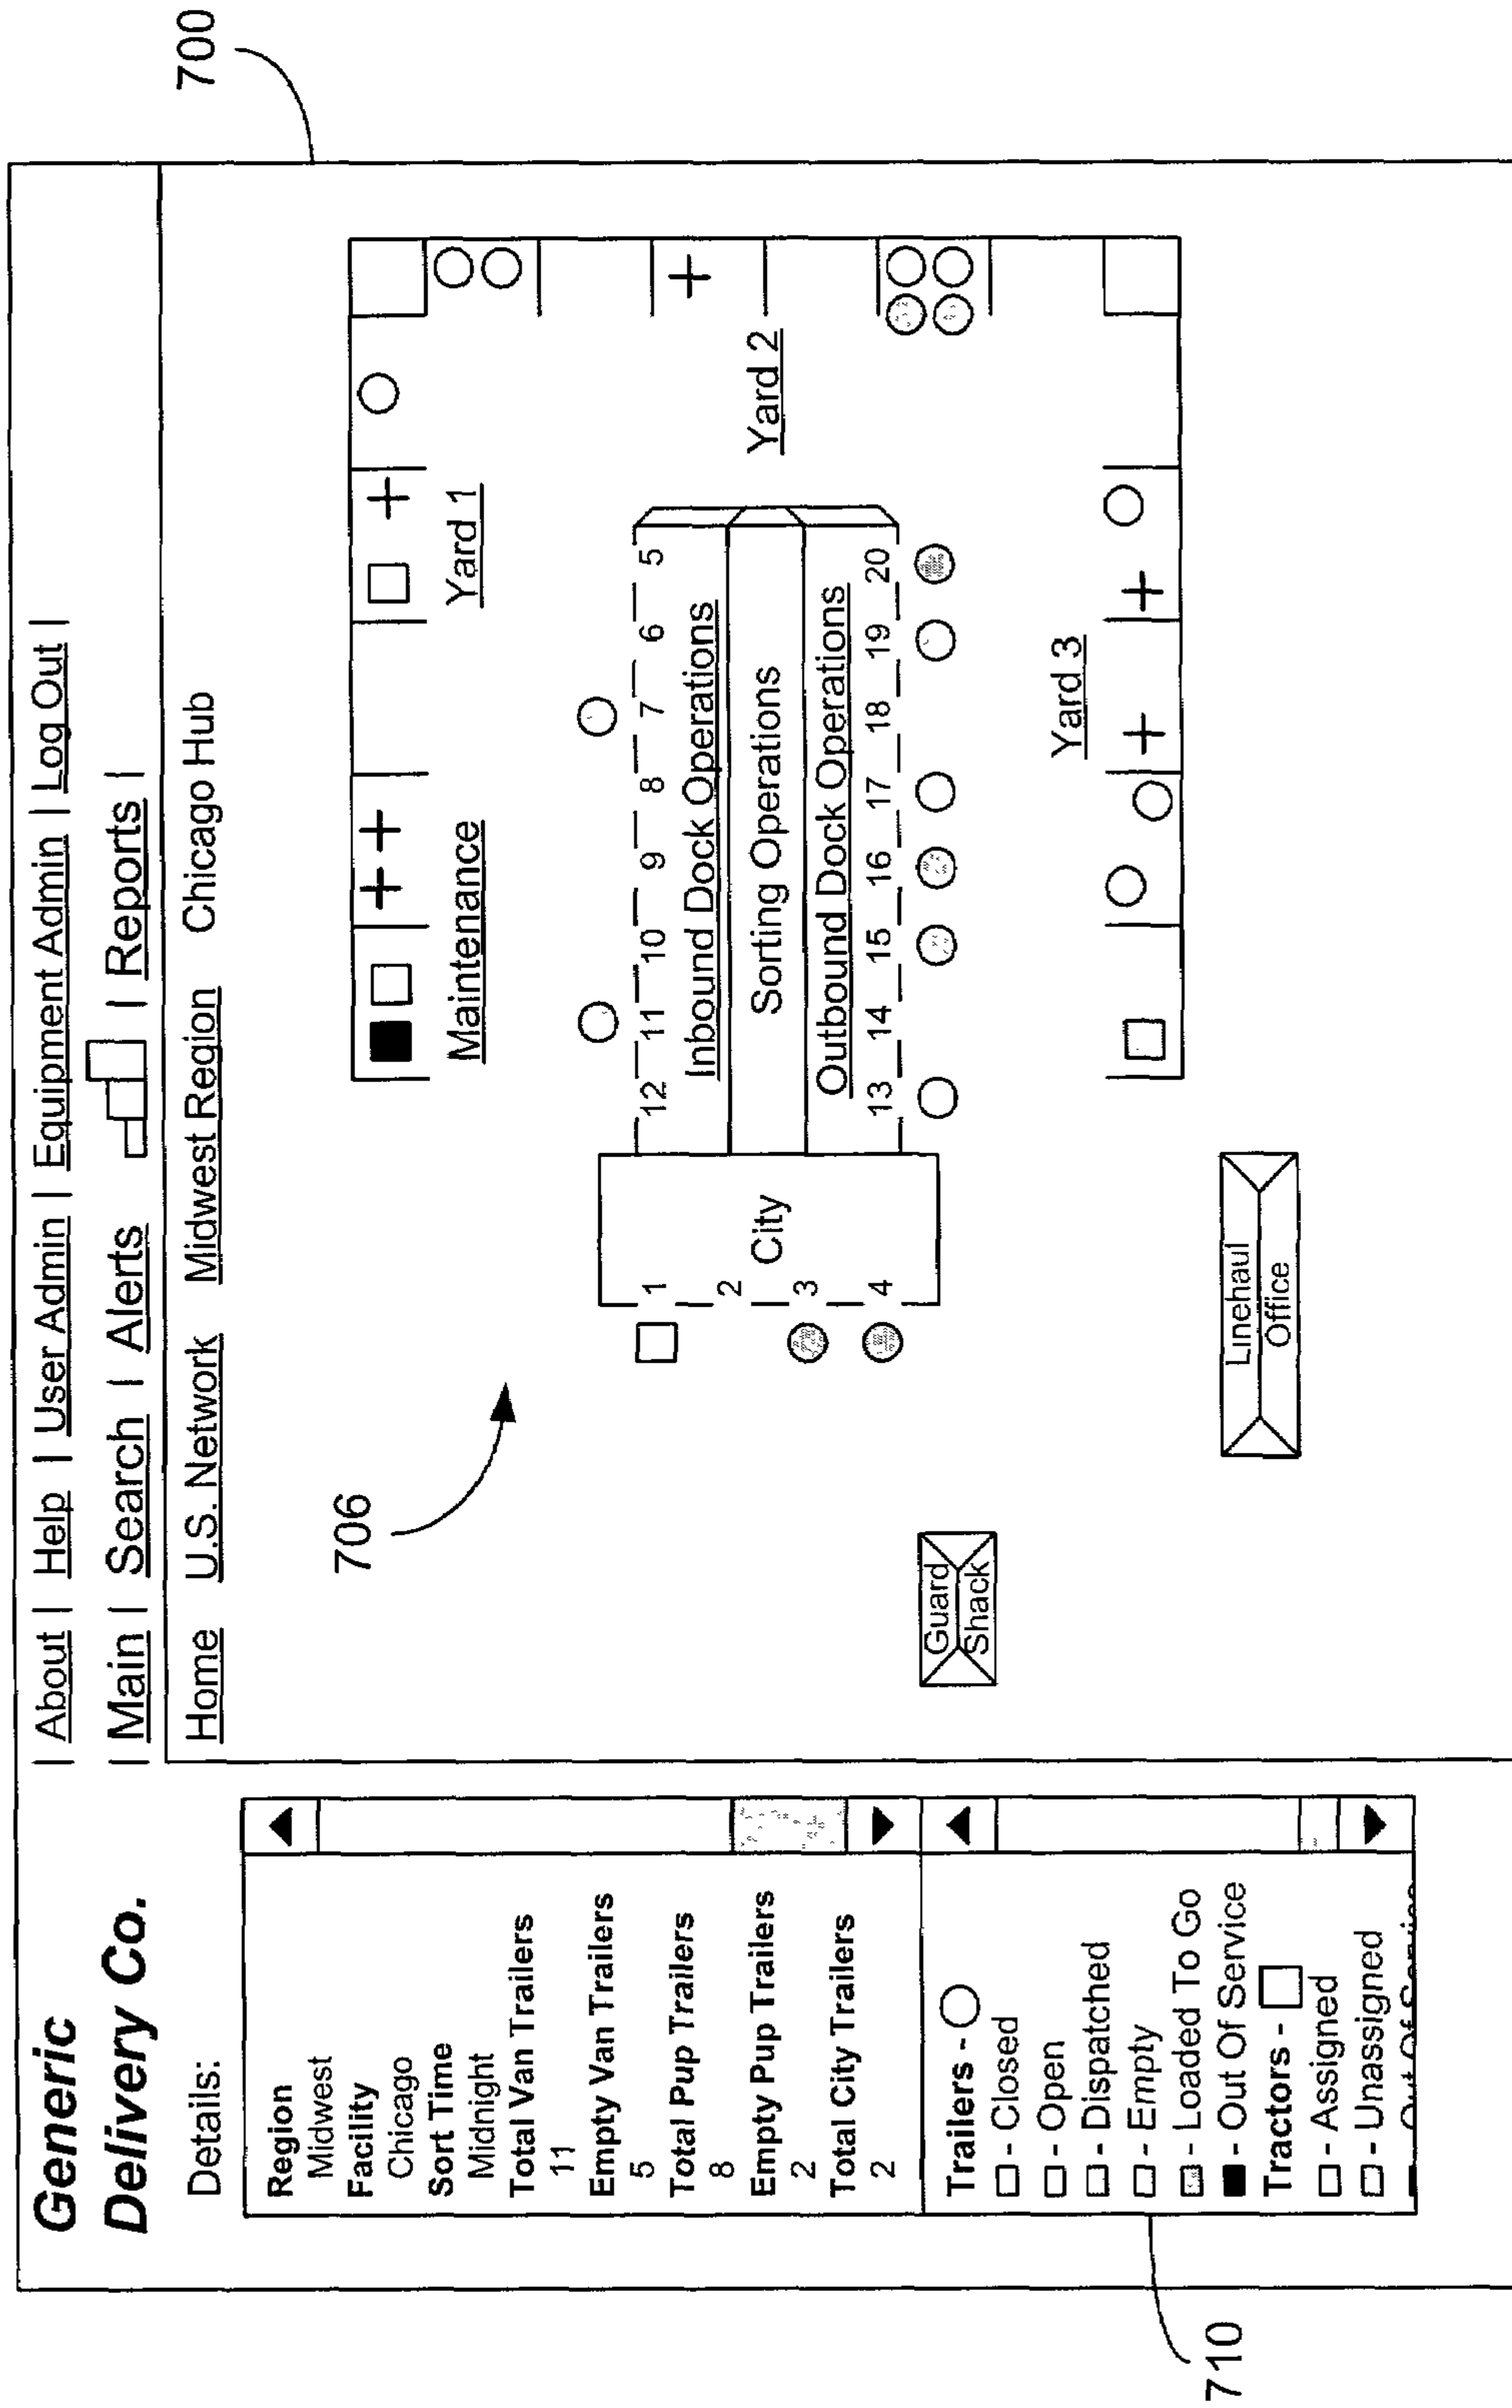 700
Generic
Delivery Co.
| About | Help | User Admin | Equipment Admin | Log Out |
| Main | Search | Alerts | Reports |
Home U.S. Network Midwest Region Chicago Hub
Details:
Region
Midwest
Facility
Chicago
Sort Time
Midnight
Total Van Trailers
11
Empty Van Trailers
5
Total Pup Trailers
8
Empty Pup Trailers
2
Total City Trailers
2
Trailers -
- Closed
- Open
- Dispatched
- Empty
- Loaded To Go
- Out Of Service
Tractors -
- Assigned
- Unassigned
Out Of Service
710
706
Maintenance
Yard 1
Yard 2
Yard 3
12 11 10 9 8 7 6 5
Inbound Dock Operations
Sorting Operations
Outbound Dock Operations
13 14 15 16 17 18 19 20
City
1
2
3
4
Guard
Shack
Linehaul
Office